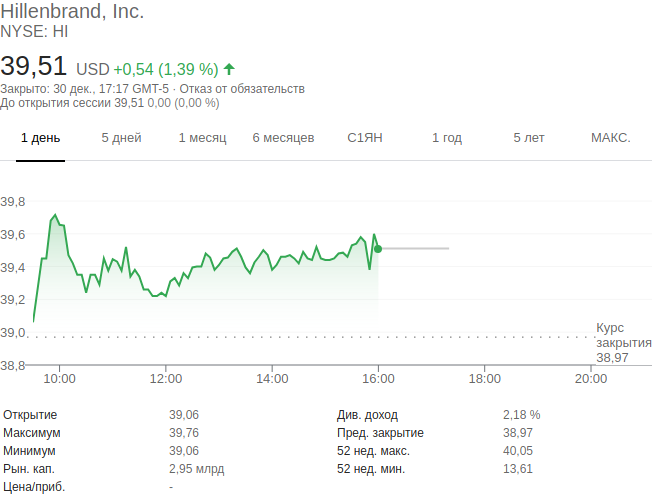 Hillenbrand, Inc.
NYSE: HI
39,51 USD +0,54 (1,39 %)
Закрыто: 30 дек., 17:17 GMT-5 · Отказ от обязательств
До открытия сессии 39,51 0,00 (0,00 %)
1 день 5 дней 1 месяц 6 месяцев С1ЯН 1 год 5 лет МАКС.
39,8
39,6
39,4
39,2
39,0
Курс
закрытия
38,97
38,8
10:00 12:00 14:00 16:00 18:00 20:00
Открытие 39,06 Див. доход 2,18 %
Максимум 39,76 Пред. закрытие 38,97
Минимум 39,06 52 нед. макс. 40,05
Рын. кап. 2,95 млрд 52 нед. мин. 13,61
Цена/приб. -